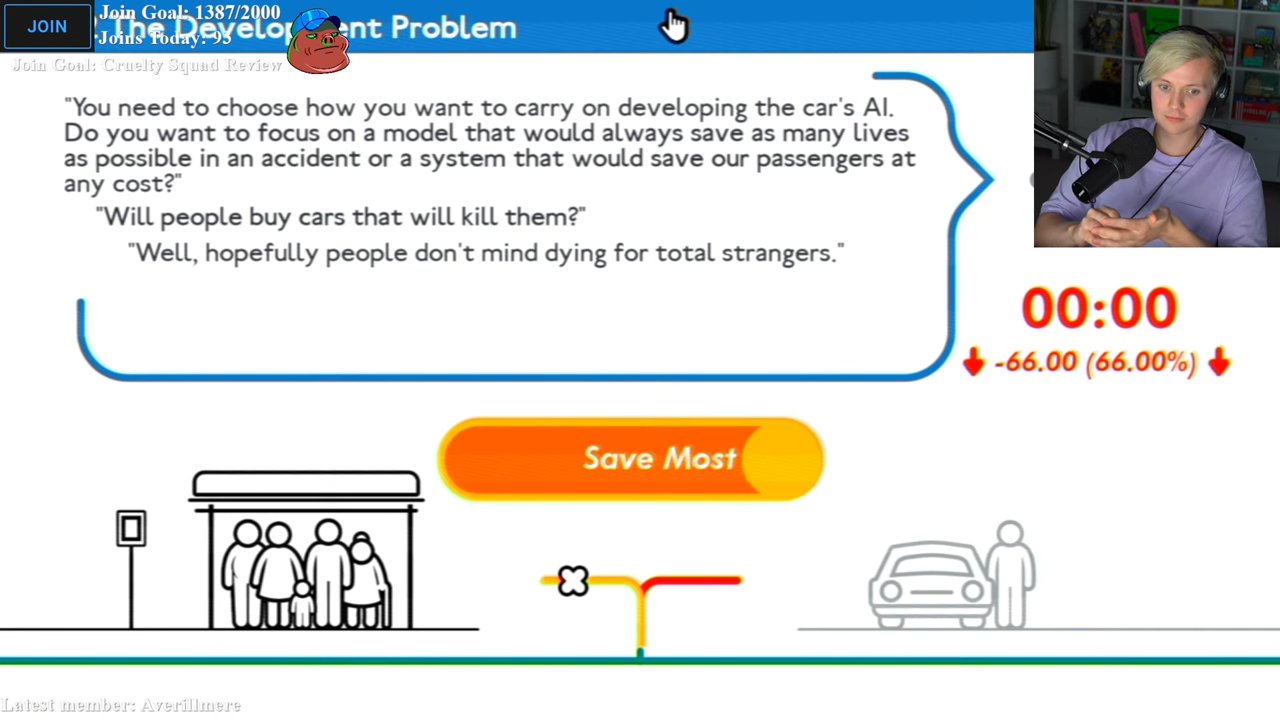 JOIN
Join Goal: 1387/2000
Joins Today: 93
Join Goal: Cruelty Squad Review
The Development Problem
"You need to choose how you want to carry on developing the car's AI.
Do you want to focus on a model that would always save as many lives
as possible in an accident or a system that would save our passengers at
any cost?"
"Will people buy cars that will kill them?"
"Well, hopefully people don't mind dying for total strangers."
00:00
-66.00 (66.00%)
Save Most
Latest member: Averillmere